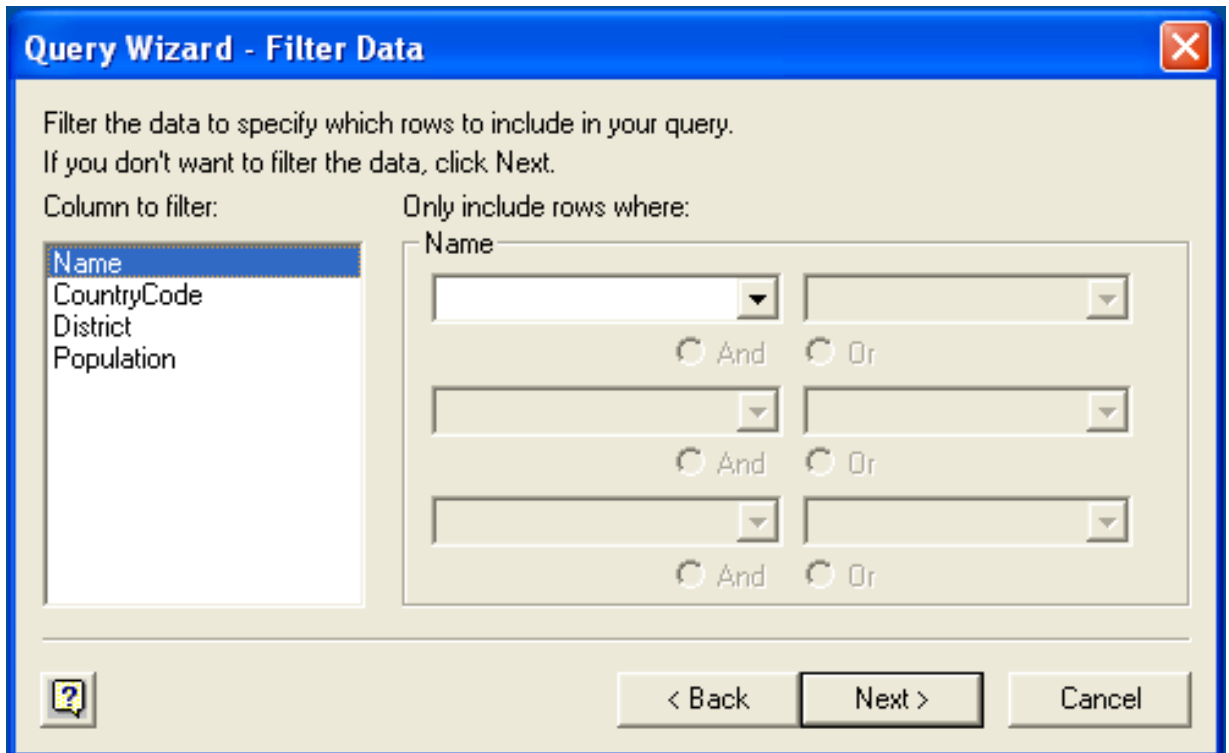 Query Wizard - Filter Data
Filter the data to specify which rows to include in your query.
If you don't want to filter the data, click Next.
Column to filter:
Only include rows where:
Name
CountryCode
District
Population
Name
And Or
And Or
And Or
?
< Back
Next >
Cancel